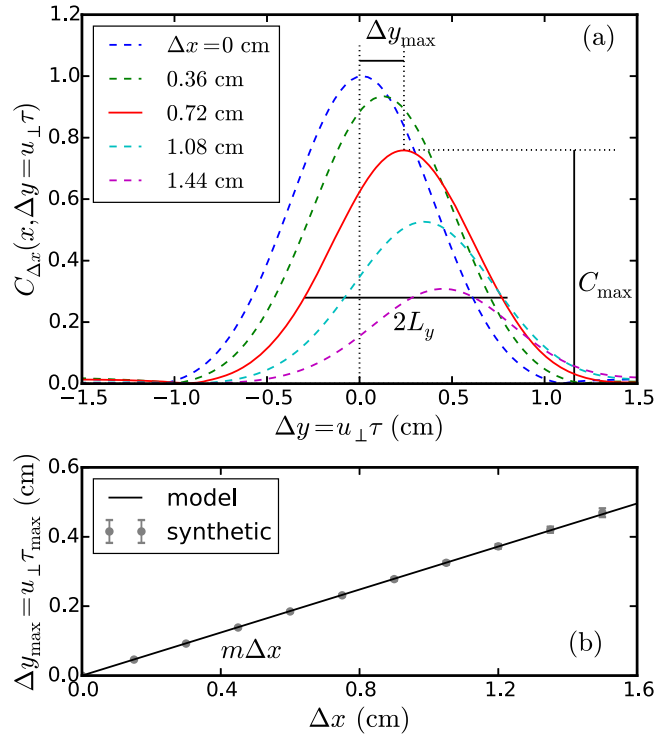 C_{Δx}(x,Δy=u_⊥τ)
1.2
1.0
0.8
0.6
0.4
0.2
0.0
Δx=0 cm
0.36 cm
0.72 cm
1.08 cm
1.44 cm
Δy_max
(a)
C_max
2L_y
−1.5 −1.0 −0.5 0.0 0.5 1.0 1.5
Δy=u_⊥τ (cm)
Δy_max=u_⊥τ_max (cm)
0.6
0.4
0.2
0.0
model
synthetic
mΔx
(b)
0.0 0.4 0.8 1.2 1.6
Δx (cm)